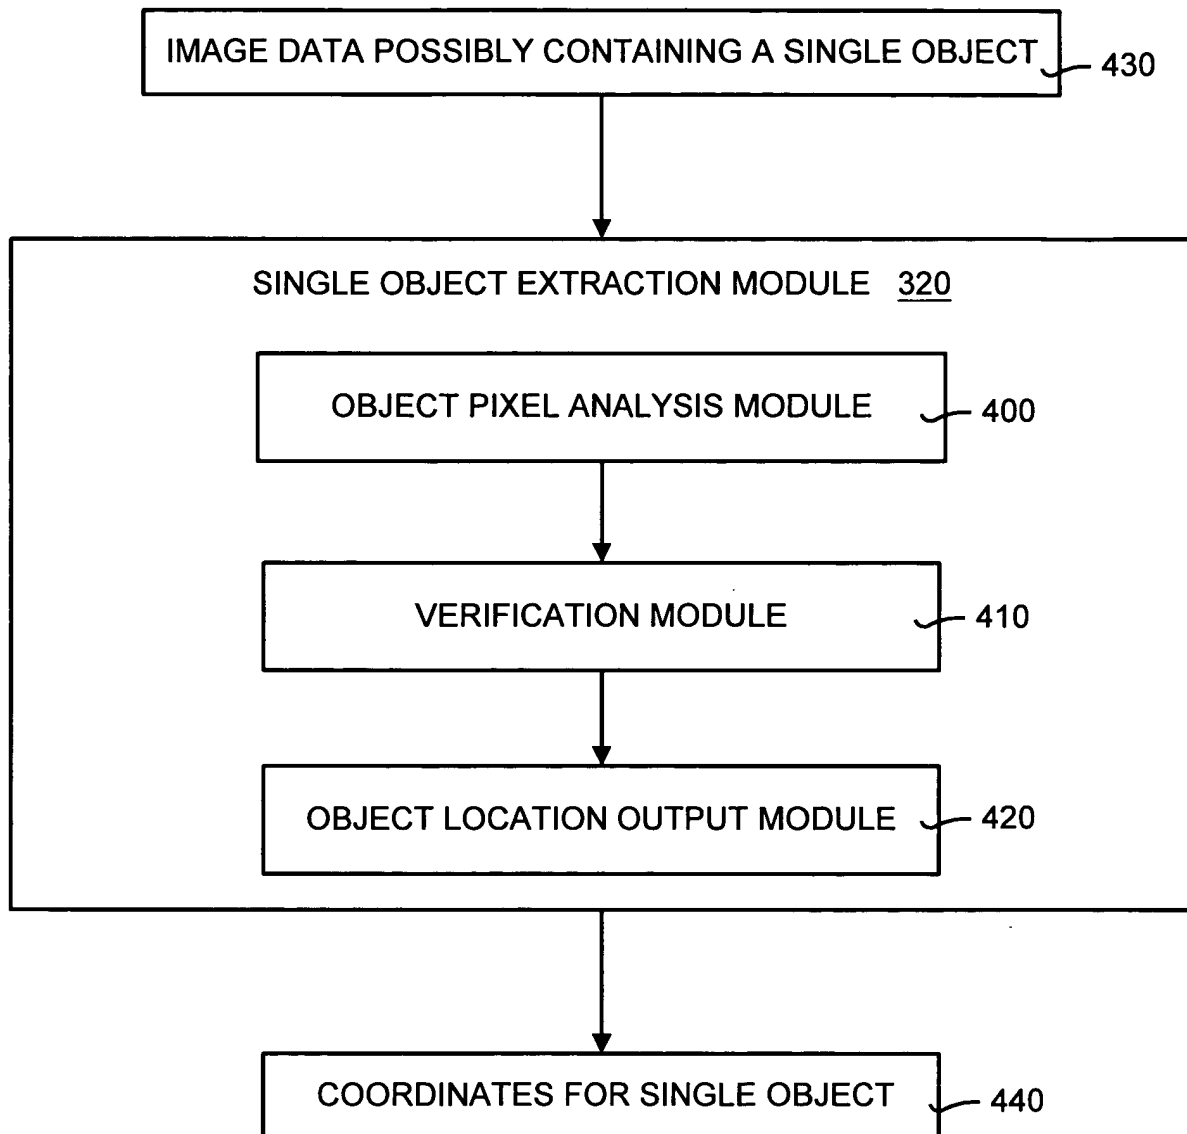 IMAGE DATA POSSIBLY CONTAINING A SINGLE OBJECT 430
SINGLE OBJECT EXTRACTION MODULE 320
OBJECT PIXEL ANALYSIS MODULE 400
VERIFICATION MODULE 410
OBJECT LOCATION OUTPUT MODULE 420
COORDINATES FOR SINGLE OBJECT 440